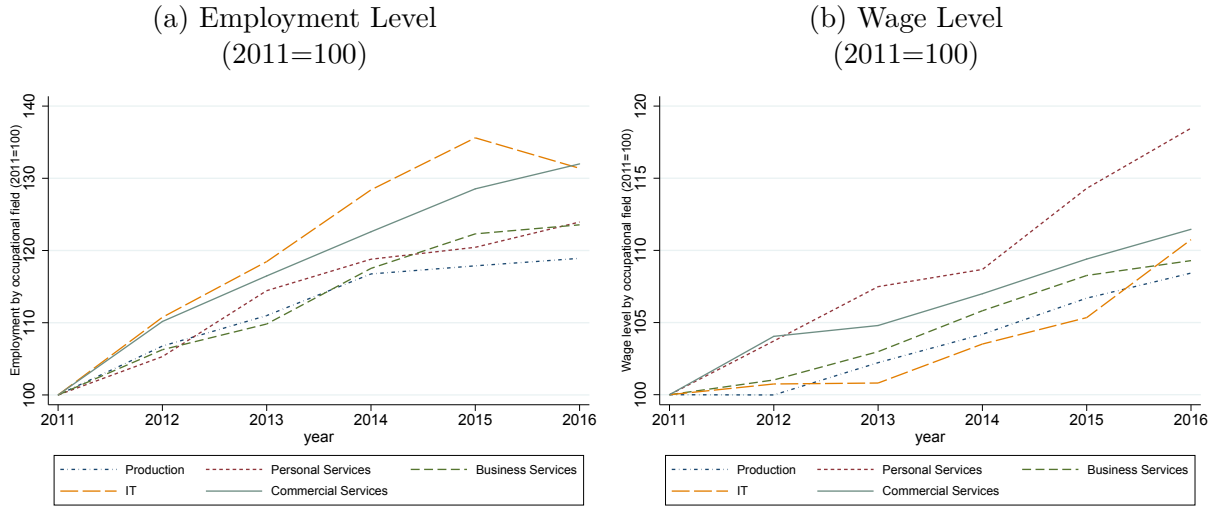 (a) Employment Level
(2011=100)
Employment by occupational field (2011=100)
140
130
120
110
100
2011 2012 2013 2014 2015 2016
year
Production Personal Services Business Services
IT Commercial Services
(b) Wage Level
(2011=100)
Wage level by occupational field (2011=100)
120
115
110
105
100
2011 2012 2013 2014 2015 2016
year
Production Personal Services Business Services
IT Commercial Services